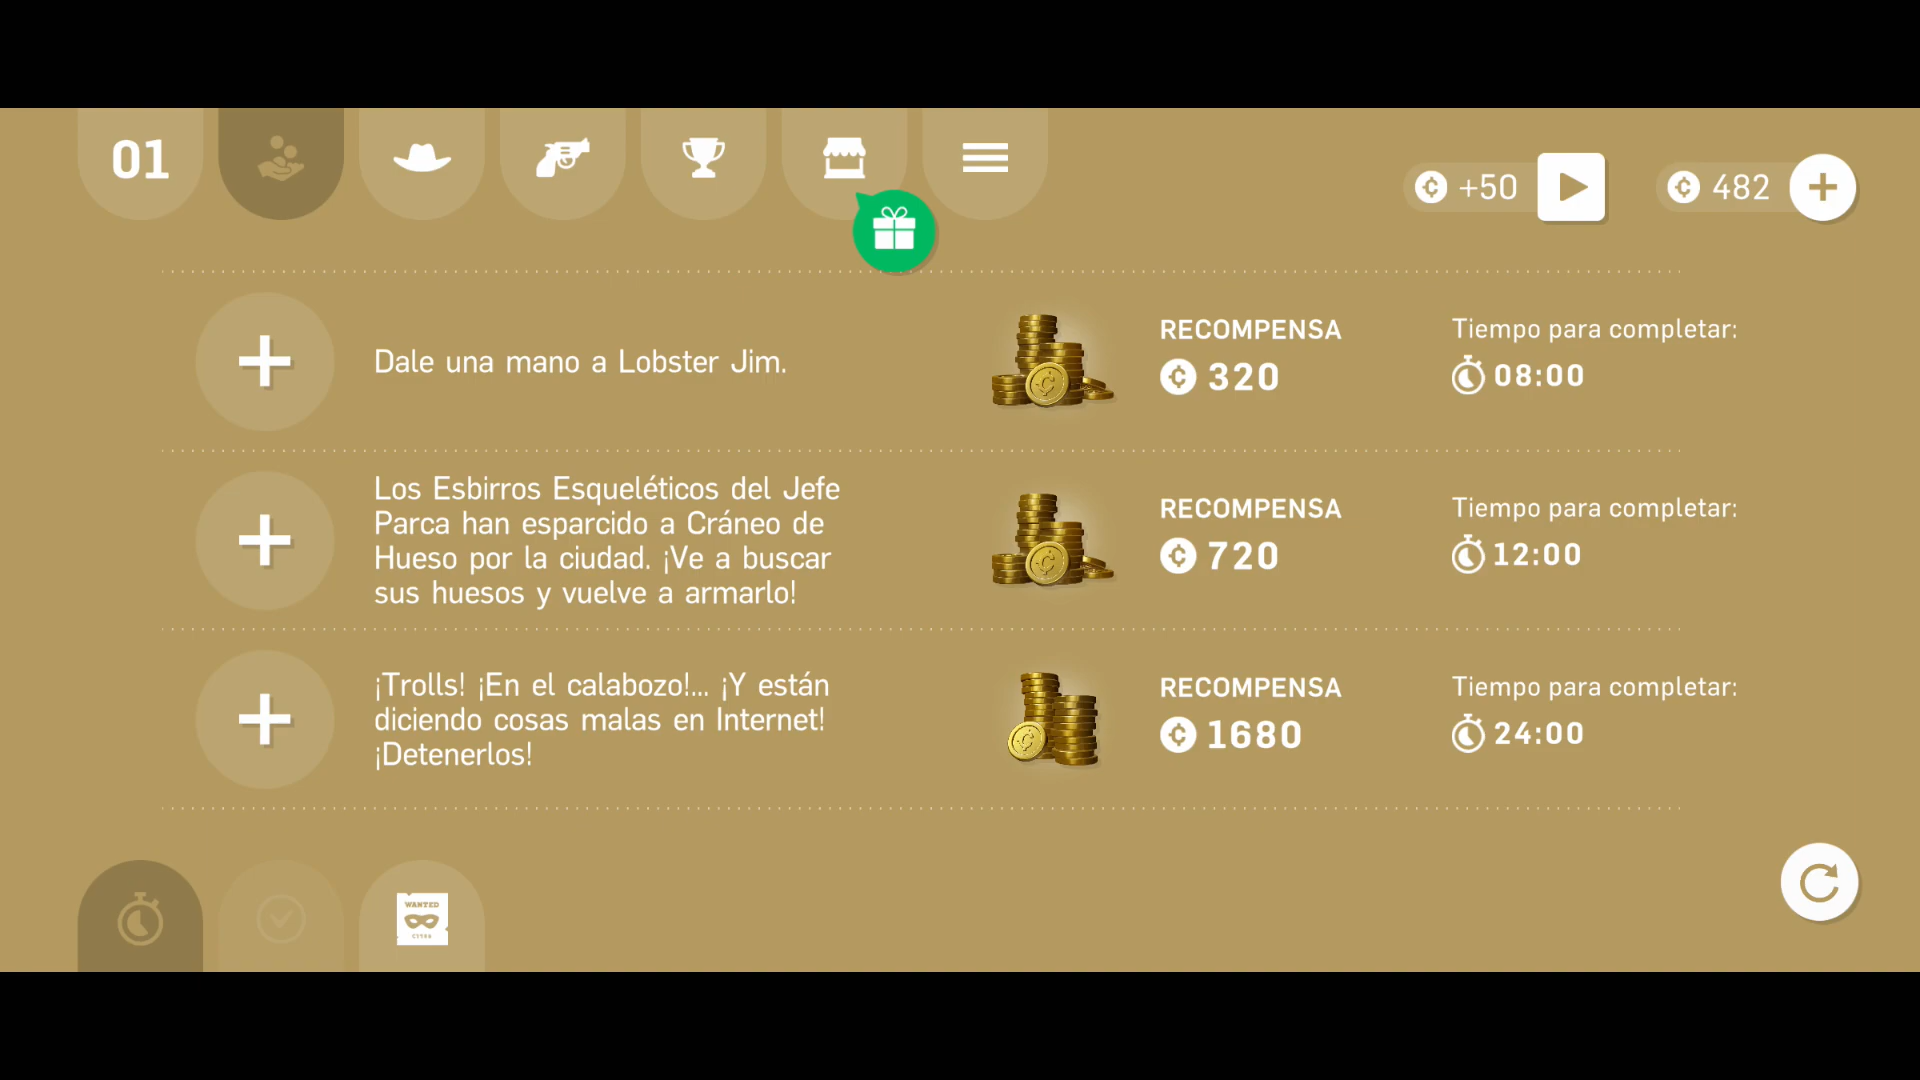 01
+50
482
Dale una mano a Lobster Jim.
RECOMPENSA
320
Tiempo para completar:
08:00
Los Esbirros Esqueléticos del Jefe
Parca han esparcido a Cráneo de
Hueso por la ciudad. ¡Ve a buscar
sus huesos y vuelve a armarlo!
RECOMPENSA
720
Tiempo para completar:
12:00
¡Trolls! ¡En el calabozo!... ¡Y están
diciendo cosas malas en Internet!
¡Detenerlos!
RECOMPENSA
1680
Tiempo para completar:
24:00
WANTED